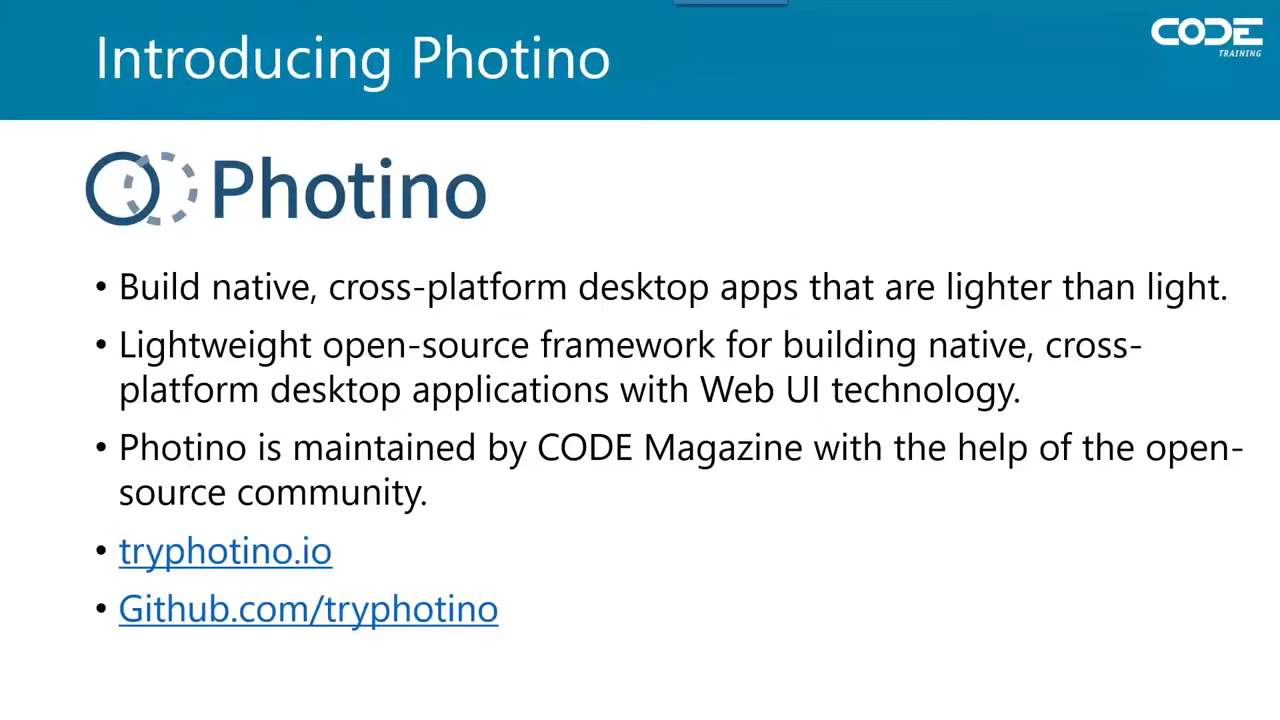 Introducing Photino
CODE
TRAINING
Photino
• Build native, cross-platform desktop apps that are lighter than light.
• Lightweight open-source framework for building native, cross-
platform desktop applications with Web UI technology.
• Photino is maintained by CODE Magazine with the help of the open-
source community.
• tryphotino.io
• Github.com/tryphotino